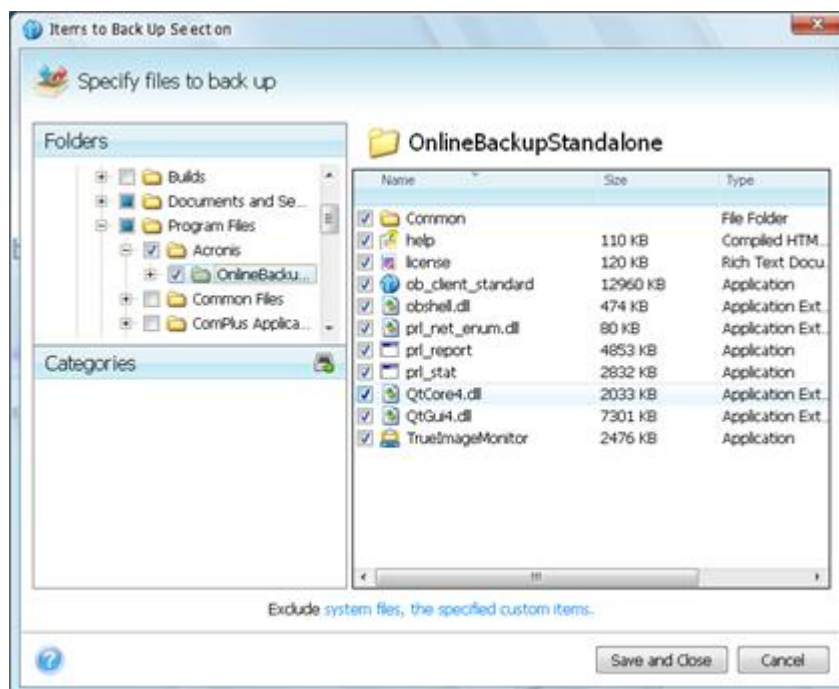 Items to Back Up Selection
Specify files to back up
Folders
Builds
Documents and Se...
Program Files
Acronis
OnlineBacku...
Common Files
ComPlus Applica...
Categories
OnlineBackupStandalone
Name Size Type
Common File Folder
help 110 KB Compiled HTM...
license 120 KB Rich Text Docu...
ob_client_standard 12960 KB Application
obshell.dll 474 KB Application Ext...
prl_net_enum.dll 80 KB Application Ext...
prl_report 4853 KB Application
prl_stat 2832 KB Application
QtCore4.dll 2033 KB Application Ext...
QtGui4.dll 7301 KB Application Ext...
TrueImageMonitor 2476 KB Application
Exclude system files, the specified custom items.
Save and Close Cancel